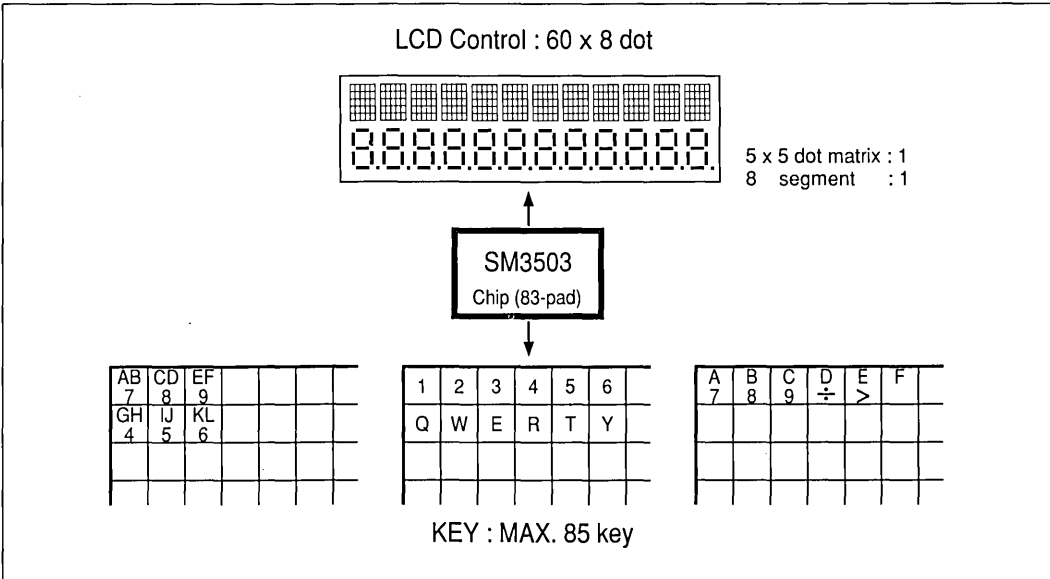 LCD Control : 60 x 8 dot
5 x 5 dot matrix : 1
8 segment : 1
SM3503
Chip (83-pad)
AB CD EF
7 8 9
GH IJ KL
4 5 6
1 2 3 4 5 6
Q W E R T Y
A B C D E F
7 8 9 ÷ >
KEY : MAX. 85 key